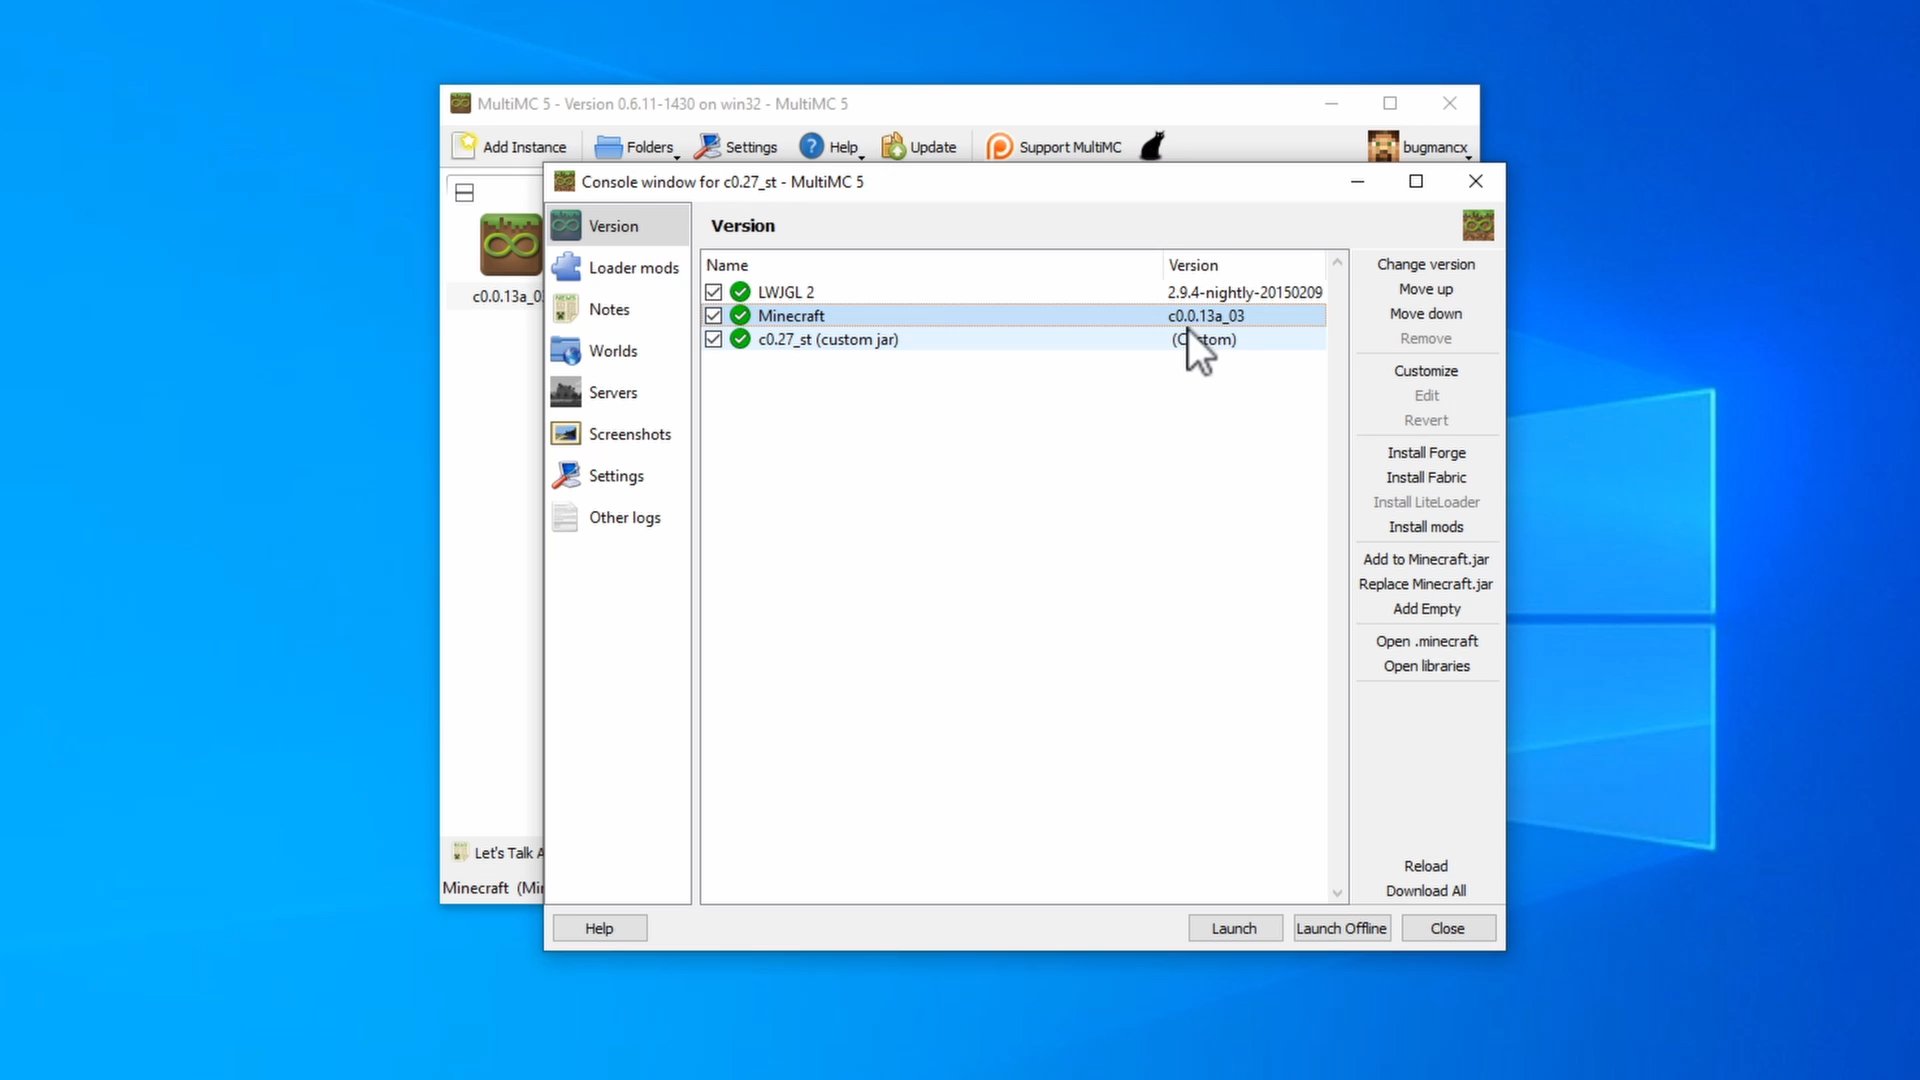 MultiMC 5 - Version 0.6.11-1430 on win32 - MultiMC 5
Add Instance
Folders
Settings
Help
Update
Support MultiMC
bugmancx
Console window for c0.27_st - MultiMC 5
c0.0.13a_0
Let's Talk A
Minecraft (Mi
Version
Loader mods
Notes
Worlds
Servers
Screenshots
Settings
Other logs
Version
Name Version
LWJGL 2 2.9.4-nightly-20150209
Minecraft c0.0.13a_03
c0.27_st (custom jar)
Change version
Move up
Move down
Remove
Customize
Edit
Revert
Install Forge
Install Fabric
Install LiteLoader
Install mods
Add to Minecraft.jar
Replace Minecraft.jar
Add Empty
Open .minecraft
Open libraries
Reload
Download All
Help
Launch
Launch Offline
Close